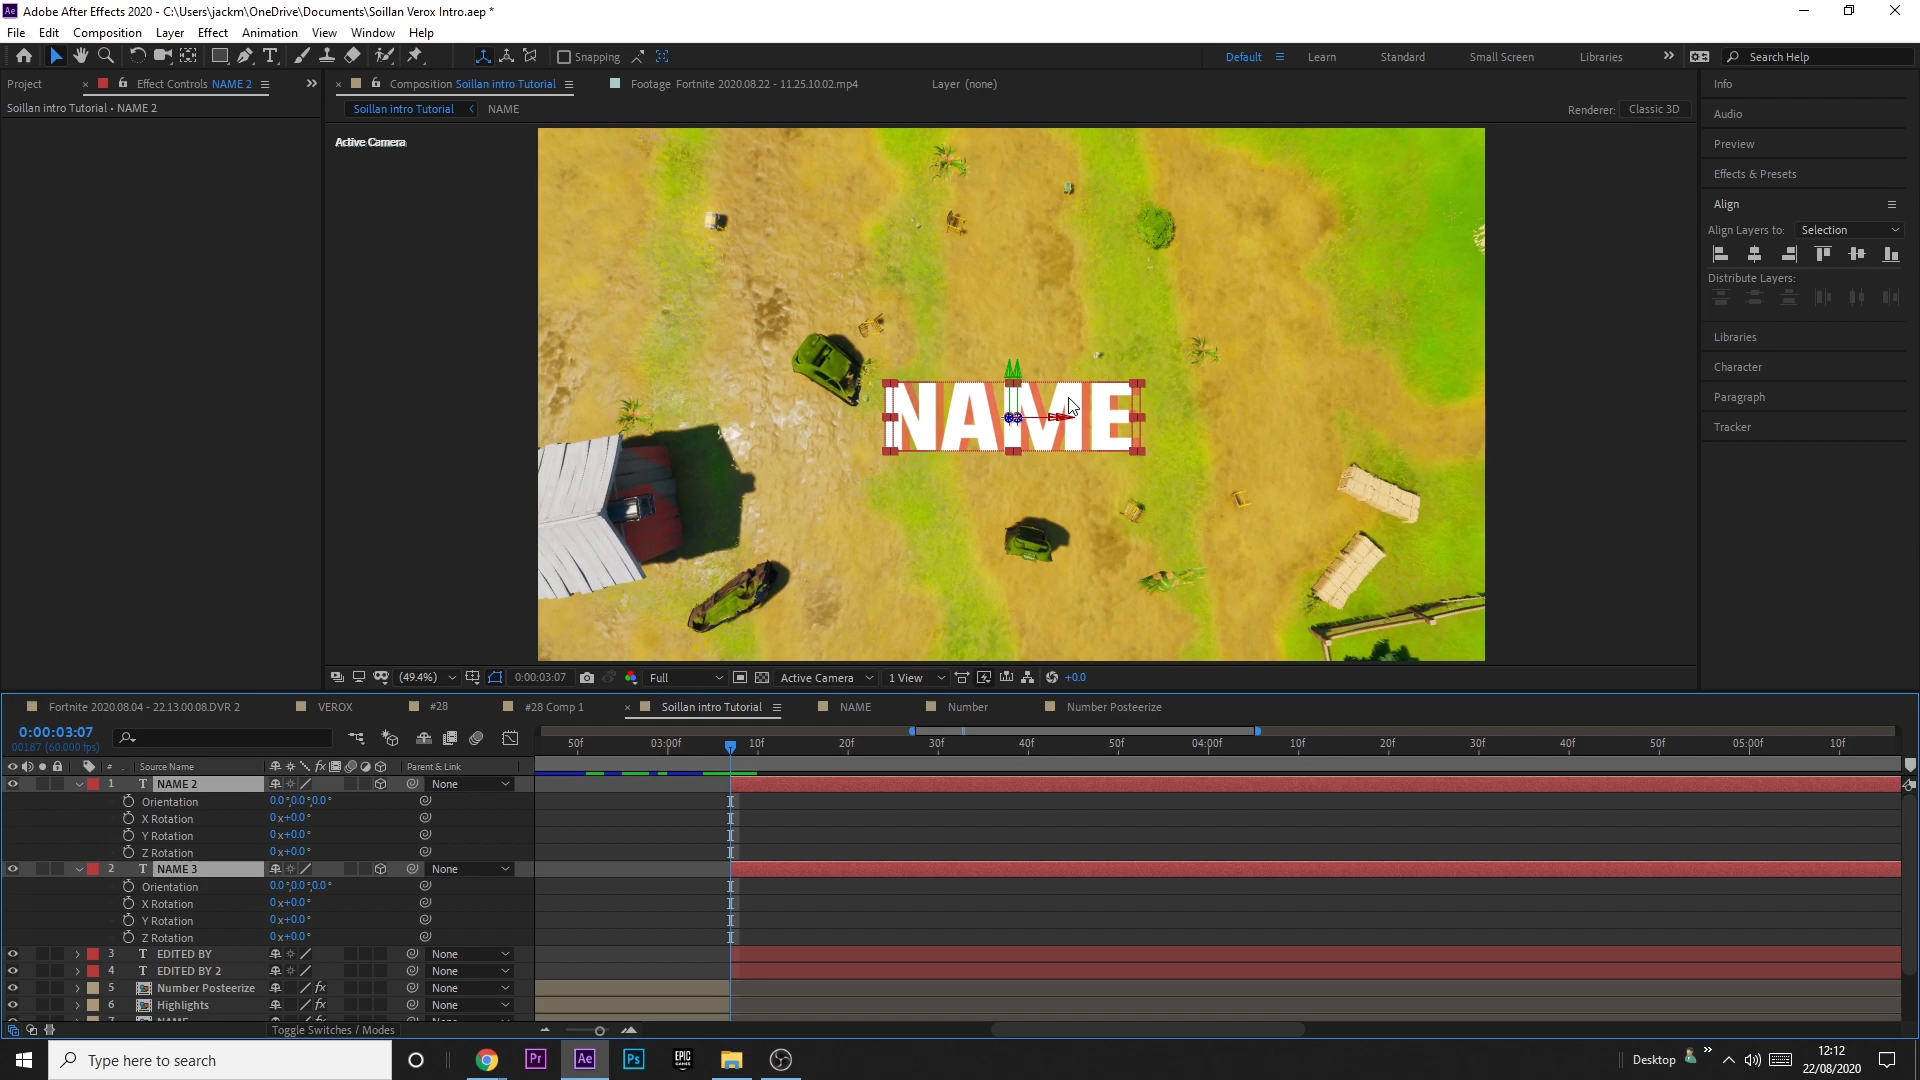 Adobe After Effects 2020 - C:\Users\jackm\OneDrive\Documents\Soillan Verox Intro.aep *
File Edit Composition Layer Effect Animation View Window Help
Snapping
Default Learn Standard Small Screen Libraries Search Help
Project Effect Controls NAME 2
Composition Soillan intro Tutorial Footage Fortnite 2020.08.22 - 11.25.10.02.mp4 Layer (none)
Soillan intro Tutorial • NAME 2
Soillan intro Tutorial NAME
Renderer: Classic 3D
Active Camera
NAME
Info
Audio
Preview
Effects & Presets
Align
Align Layers to: Selection
Distribute Layers:
Libraries
Character
Paragraph
Tracker
(49.4%) 0:00:03:07 Full Active Camera 1 View +0.0
Fortnite 2020.08.04 - 22.13.00.08.DVR 2 VEROX #28 #28 Comp 1 Soillan intro Tutorial NAME Number Number Posteerize
0:00:03:07
00187 (60.000 fps)
50f 03:00f 10f 20f 30f 40f 50f 04:00f 10f 20f 30f 40f 50f 05:00f 10f
# Source Name Parent & Link
1 T NAME 2 None
Orientation 0.0°,0.0°,0.0°
X Rotation 0x+0.0°
Y Rotation 0x+0.0°
Z Rotation 0x+0.0°
2 T NAME 3 None
Orientation 0.0°,0.0°,0.0°
X Rotation 0x+0.0°
Y Rotation 0x+0.0°
Z Rotation 0x+0.0°
3 T EDITED BY None
4 T EDITED BY 2 None
5 Number Posteerize fx None
6 Highlights fx None
Toggle Switches / Modes
Type here to search
Pr Ae Ps EPIC GAMES
Desktop
12:12
22/08/2020